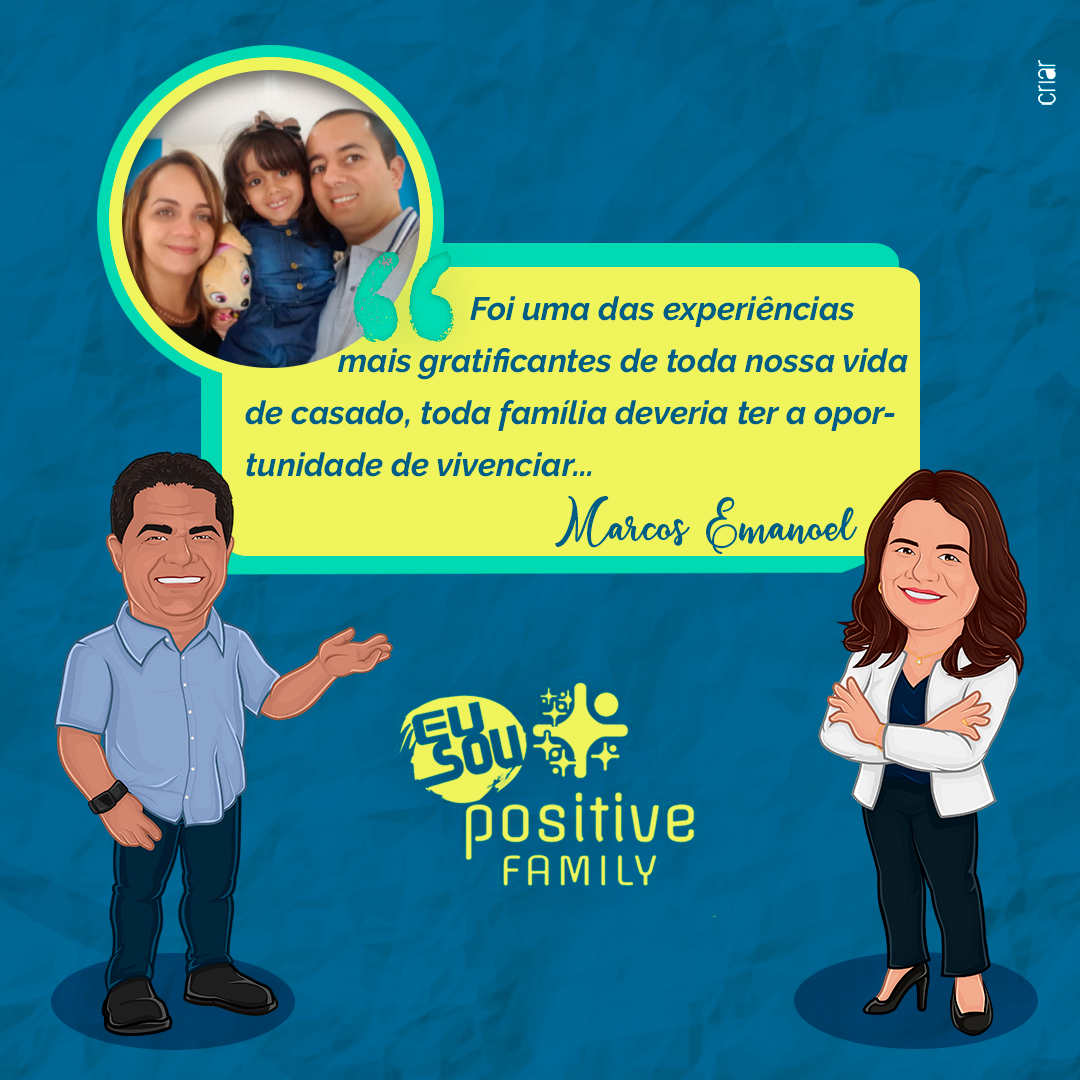 criar
Foi uma das experiências
mais gratificantes de toda nossa vida
de casado, toda família deveria ter a opor-
tunidade de vivenciar...
Marcos Emanoel
EU
SOU
positive
FAMILY